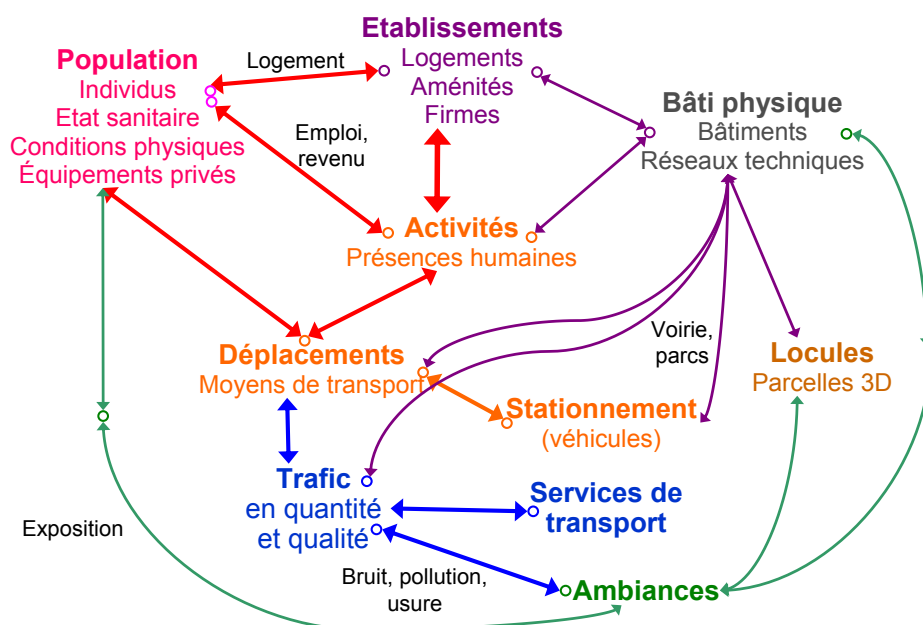 Etablissements
Logements
Aménités
Firmes
Logement
Population
Individus
Etat sanitaire
Conditions physiques
Équipements privés
Emploi,
revenu
Bâti physique
Bâtiments
Réseaux techniques
Activités
Présences humaines
Voirie,
parcs
Déplacements
Moyens de transport
Locules
Parcelles 3D
Stationnement
(véhicules)
Trafic
en quantité
et qualité
Services de
transport
Exposition
Bruit, pollution,
usure
Ambiances